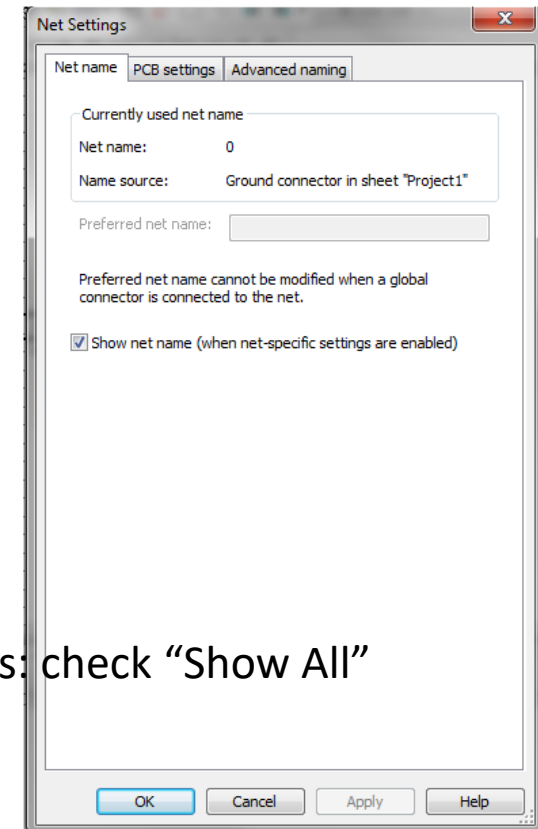 Net Settings
Net name PCB settings Advanced naming
Currently used net name
Net name: 0
Name source: Ground connector in sheet "Project1"
Preferred net name:
Preferred net name cannot be modified when a global
connector is connected to the net.
Show net name (when net-specific settings are enabled)
s: check “Show All”
OK Cancel Apply Help